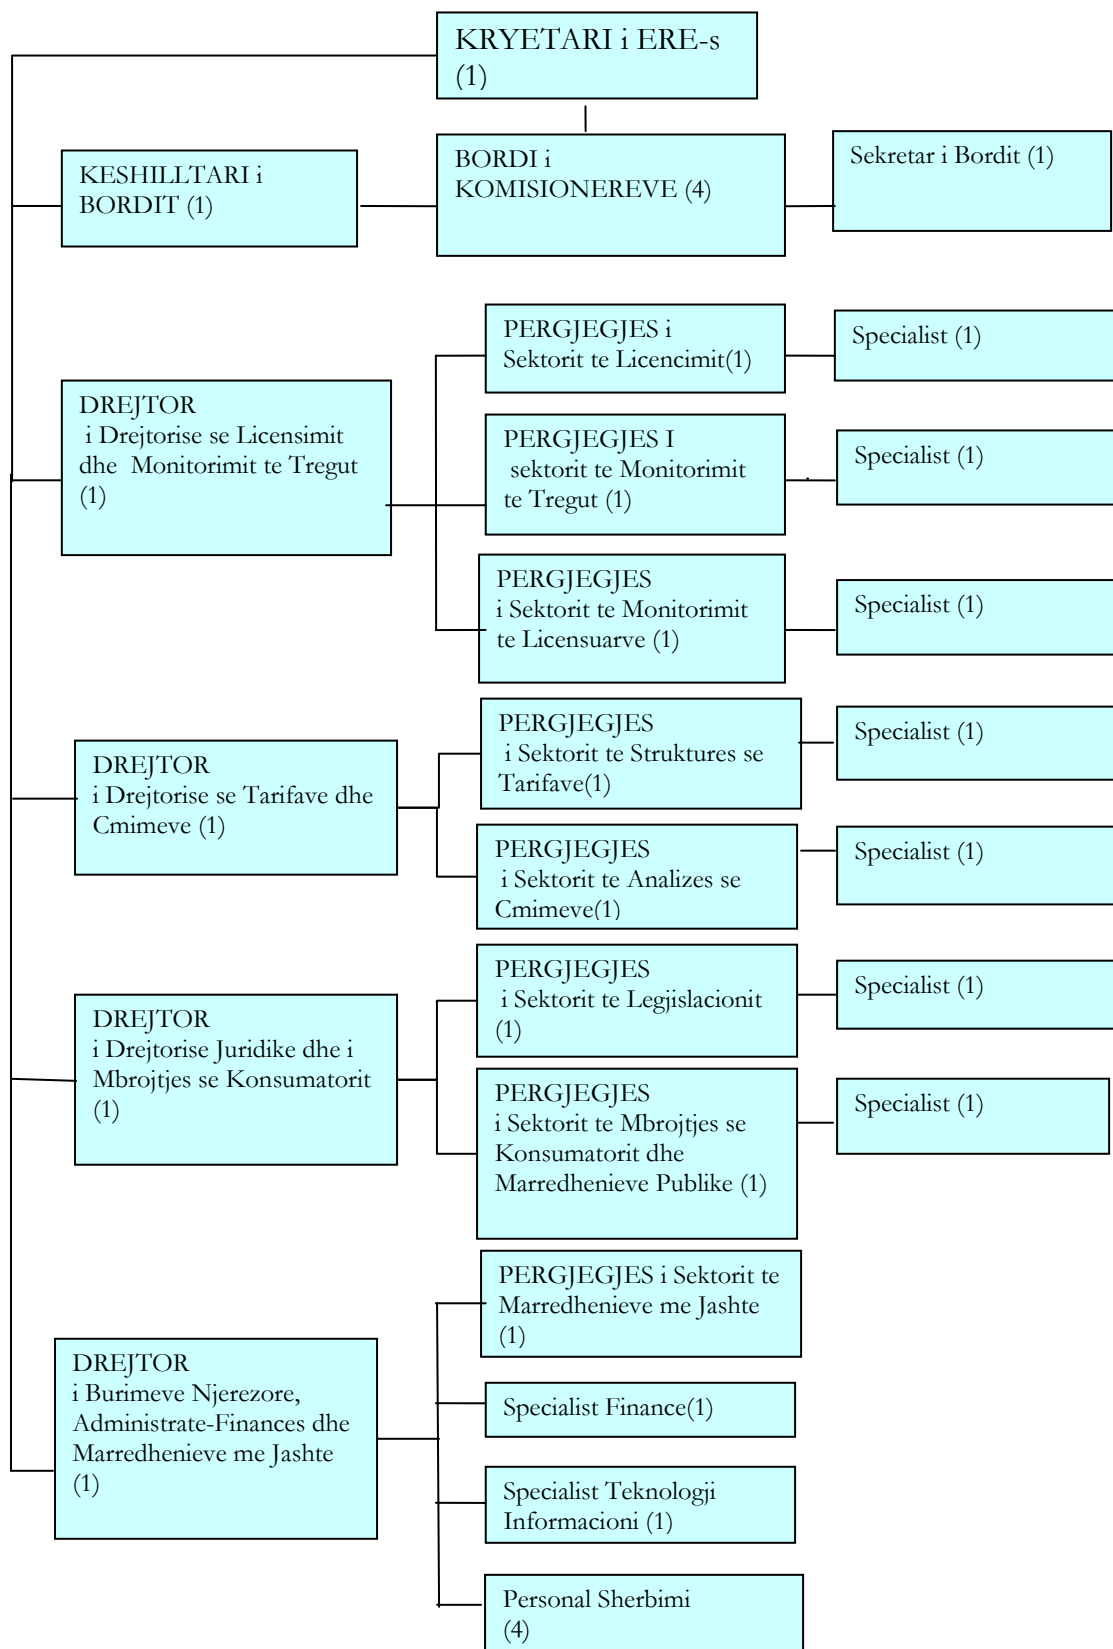 KRYETARI i ERE-s
(1)
KESHILLTARI i
BORDIT (1)
BORDI i
KOMISIONEREVE (4)
Sekretar i Bordit (1)
DREJTOR
i Drejtorise se Licensimit
dhe Monitorimit te Tregut
(1)
PERGJEGJES i
Sektorit te Licencimit(1)
Specialist (1)
PERGJEGJES I
sektorit te Monitorimit
te Tregut (1)
Specialist (1)
PERGJEGJES
i Sektorit te Monitorimit
te Licensuarve (1)
Specialist (1)
DREJTOR
i Drejtorise se Tarifave dhe
Cmimeve (1)
PERGJEGJES
i Sektorit te Struktures se
Tarifave(1)
Specialist (1)
PERGJEGJES
i Sektorit te Analizes se
Cmimeve(1)
Specialist (1)
DREJTOR
i Drejtorise Juridike dhe i
Mbrojtjes se Konsumatorit
(1)
PERGJEGJES
i Sektorit te Legjislacionit
(1)
Specialist (1)
PERGJEGJES
i Sektorit te Mbrojtjes se
Konsumatorit dhe
Marredhenieve Publike (1)
Specialist (1)
DREJTOR
i Burimeve Njerezore,
Administrate-Finances dhe
Marredhenieve me Jashte
(1)
PERGJEGJES i Sektorit te
Marredhenieve me Jashte
(1)
Specialist Finance(1)
Specialist Teknologji
Informacioni (1)
Personal Sherbimi
(4)